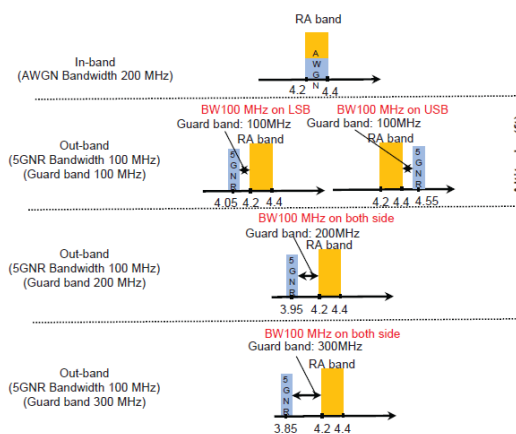 RA band
In-band
(AWGN Bandwidth 200 MHz)
A
W
G
N
4.2 4.4
BW100 MHz on LSB
BW100 MHz on USB
Guard band: 100MHz
Guard band: 100MHz
RA band
RA band
Out-band
(5GNR Bandwidth 100 MHz)
(Guard band 100 MHz)
5
G
N
R
5
G
N
R
4.05 4.2 4.4
4.2 4.4 4.55
BW100 MHz on both side
Guard band: 200MHz
RA band
Out-band
(5GNR Bandwidth 100 MHz)
(Guard band 200 MHz)
5
G
N
R
3.95 4.2 4.4
BW100 MHz on both side
Guard band: 300MHz
RA band
Out-band
(5GNR Bandwidth 100 MHz)
(Guard band 300 MHz)
5
G
N
R
3.85 4.2 4.4